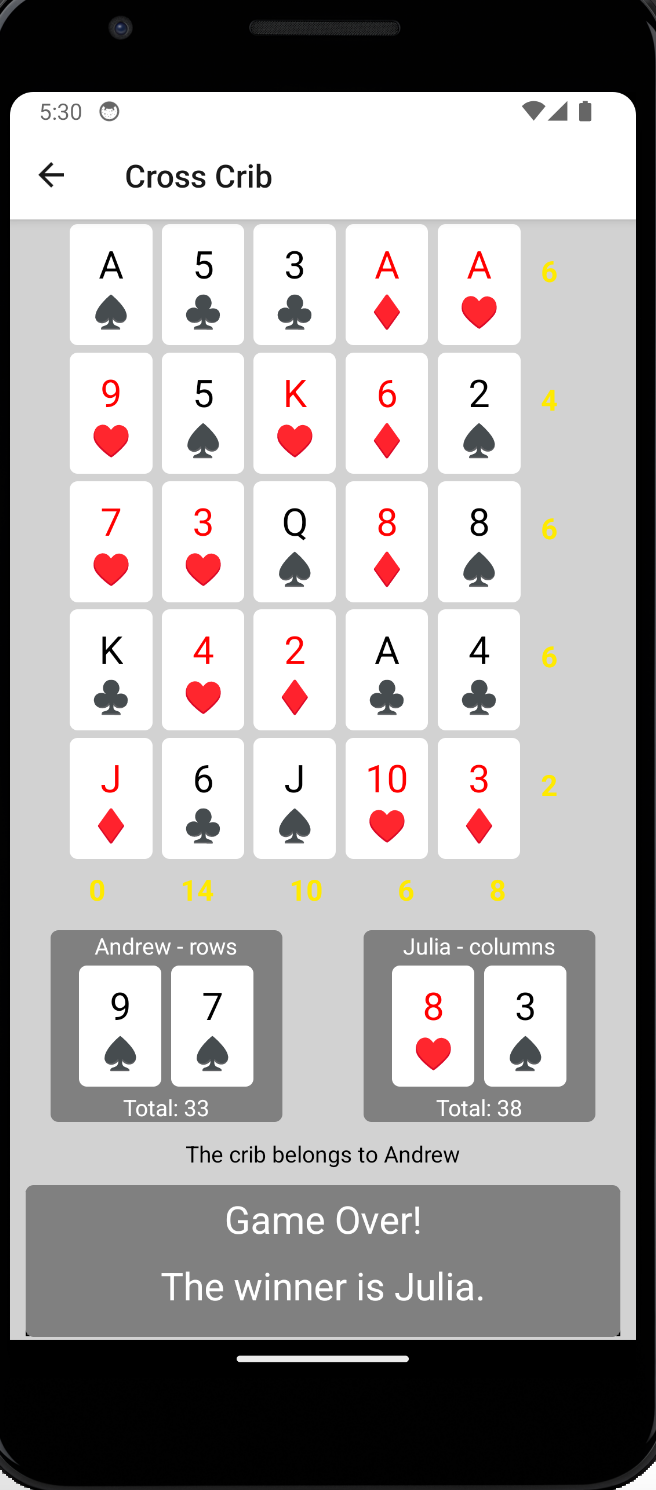 5:30
Cross Crib
A 5 3 A A 6
9 5 K 6 2 4
7 3 Q 8 8 6
K 4 2 A 4 6
J 6 J 10 3 2
0 14 10 6 8
Andrew - rows
9 7
Total: 33
Julia - columns
8 3
Total: 38
The crib belongs to Andrew
Game Over!
The winner is Julia.